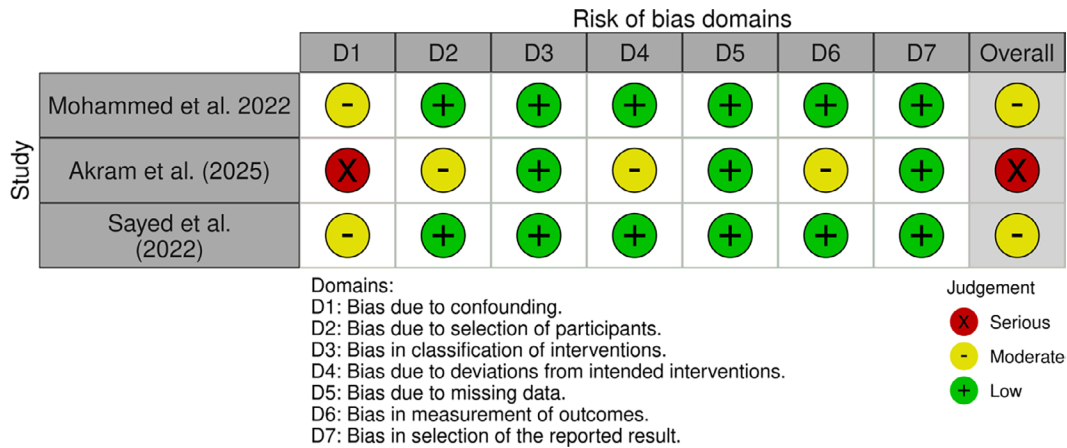 Risk of bias domains
D1 D2 D3 D4 D5 D6 D7 Overall
Study
Mohammed et al. 2022 - + + + + + + -
Akram et al. (2025) X - + - + - + X
Sayed et al.
(2022) - + + + + + + -
Domains:
D1: Bias due to confounding.
D2: Bias due to selection of participants.
D3: Bias in classification of interventions.
D4: Bias due to deviations from intended interventions.
D5: Bias due to missing data.
D6: Bias in measurement of outcomes.
D7: Bias in selection of the reported result.
Judgement
X Serious
- Moderate
+ Low